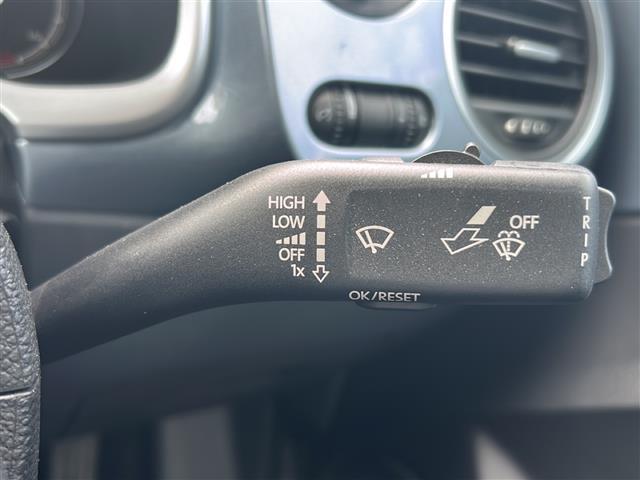 HIGH
LOW
OFF
1x
OFF
TRIP
OK/RESET